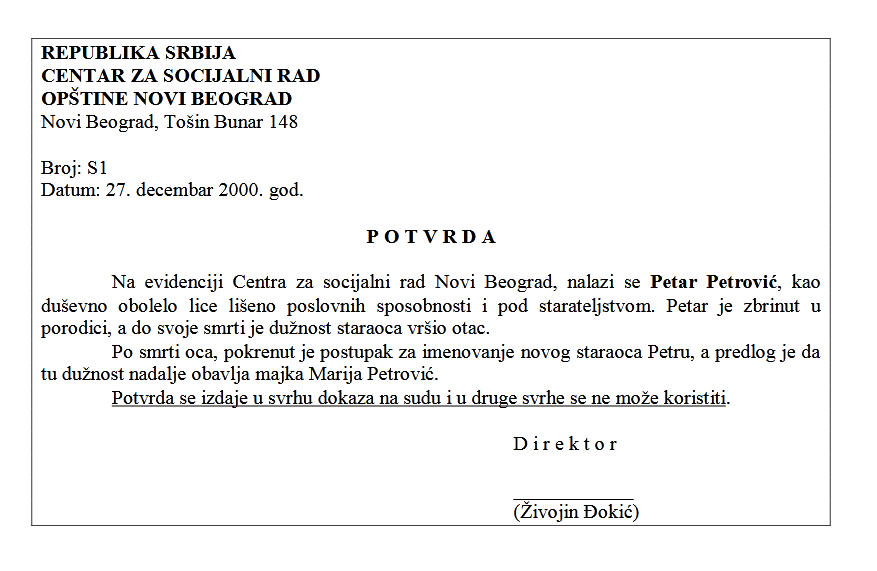 REPUBLIKA SRBIJA
CENTAR ZA SOCIJALNI RAD
OPŠTINE NOVI BEOGRAD
Novi Beograd, Tošin Bunar 148
Broj: S1
Datum: 27. decembar 2000. god.
P O T V R D A
Na evidenciji Centra za socijalni rad Novi Beograd, nalazi se Petar Petrović, kao
duševno obolelo lice lišeno poslovnih sposobnosti i pod starateljstvom. Petar je zbrinut u
porodici, a do svoje smrti je dužnost staraoca vršio otac.
Po smrti oca, pokrenut je postupak za imenovanje novog staraoca Petru, a predlog je da
tu dužnost nadalje obavlja majka Marija Petrović.
Potvrda se izdaje u svrhu dokaza na sudu i u druge svrhe se ne može koristiti.
D i r e k t o r
(Živojin Đokić)